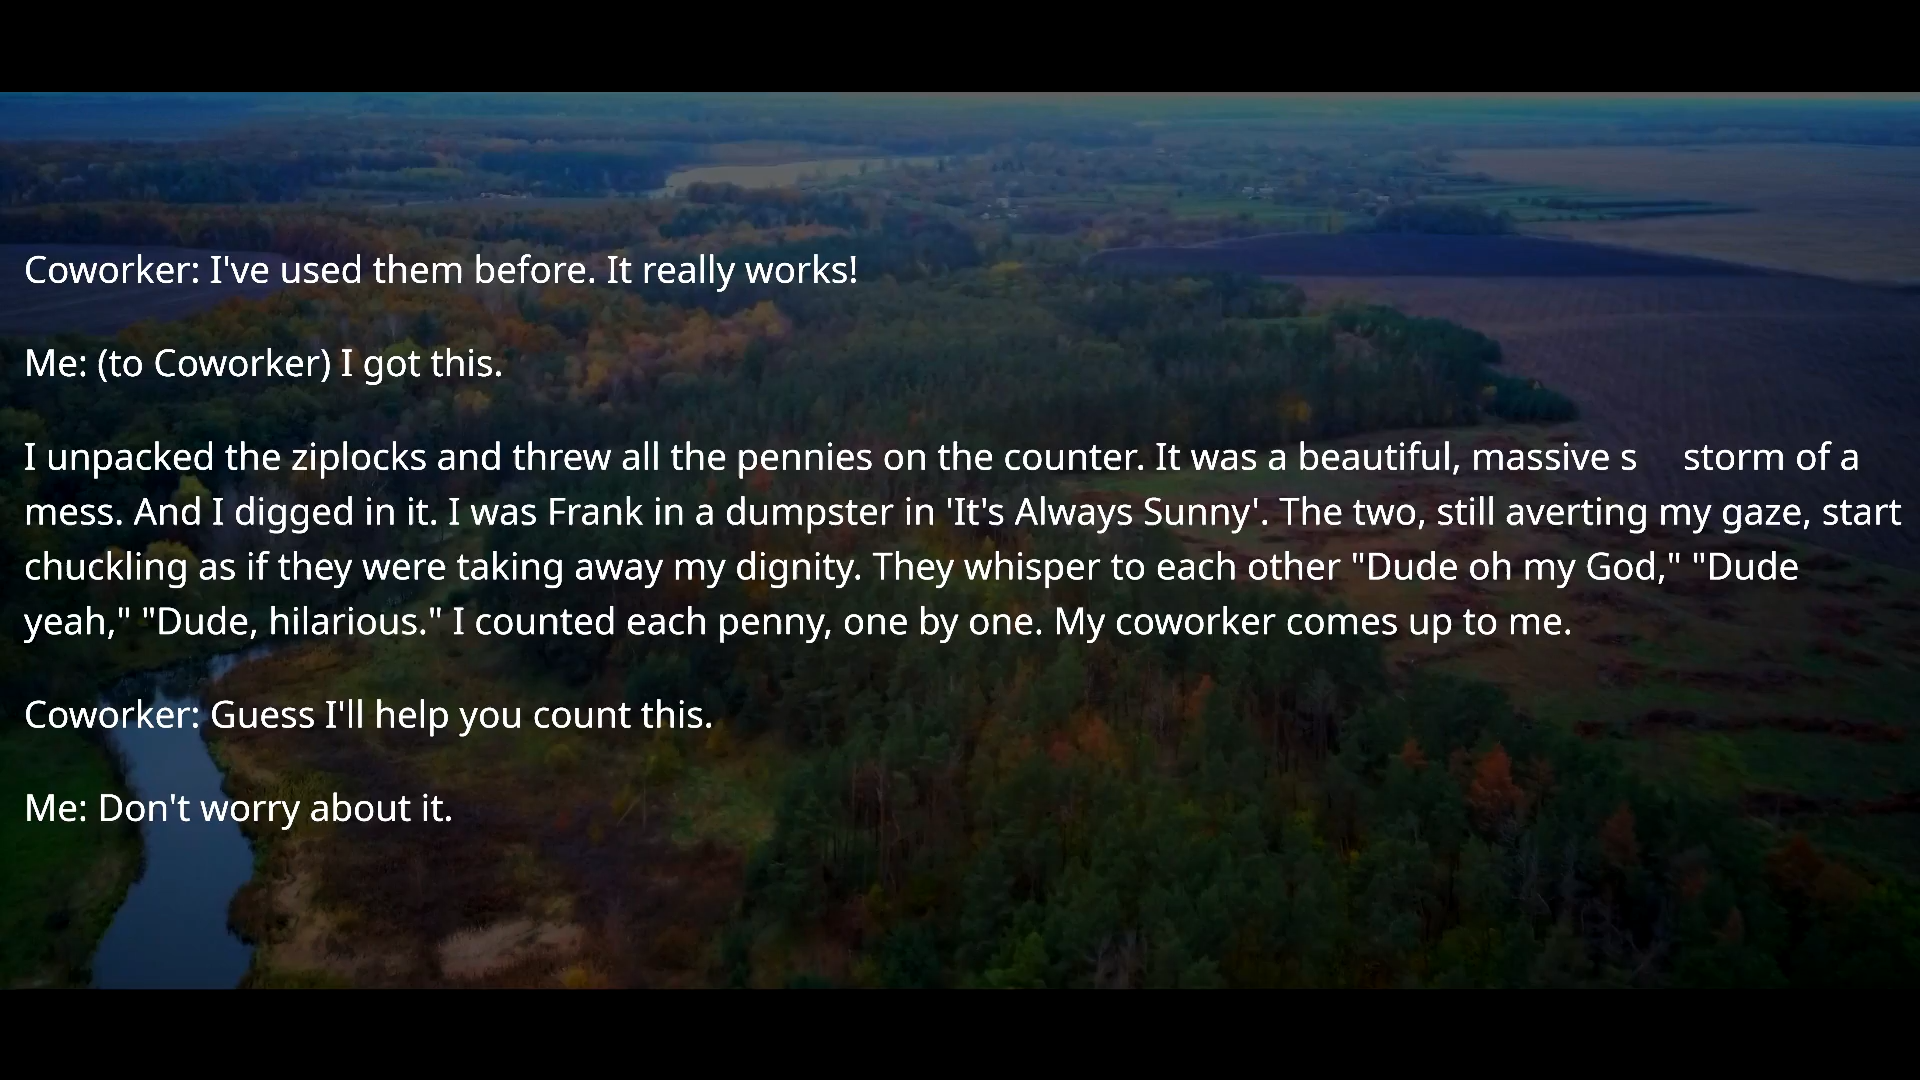 Coworker: I've used them before. It really works!
Me: (to Coworker) I got this.
I unpacked the ziplocks and threw all the pennies on the counter. It was a beautiful, massive s storm of a
mess. And I digged in it. I was Frank in a dumpster in 'It's Always Sunny'. The two, still averting my gaze, start
chuckling as if they were taking away my dignity. They whisper to each other "Dude oh my God," "Dude
yeah," "Dude, hilarious." I counted each penny, one by one. My coworker comes up to me.
Coworker: Guess I'll help you count this.
Me: Don't worry about it.